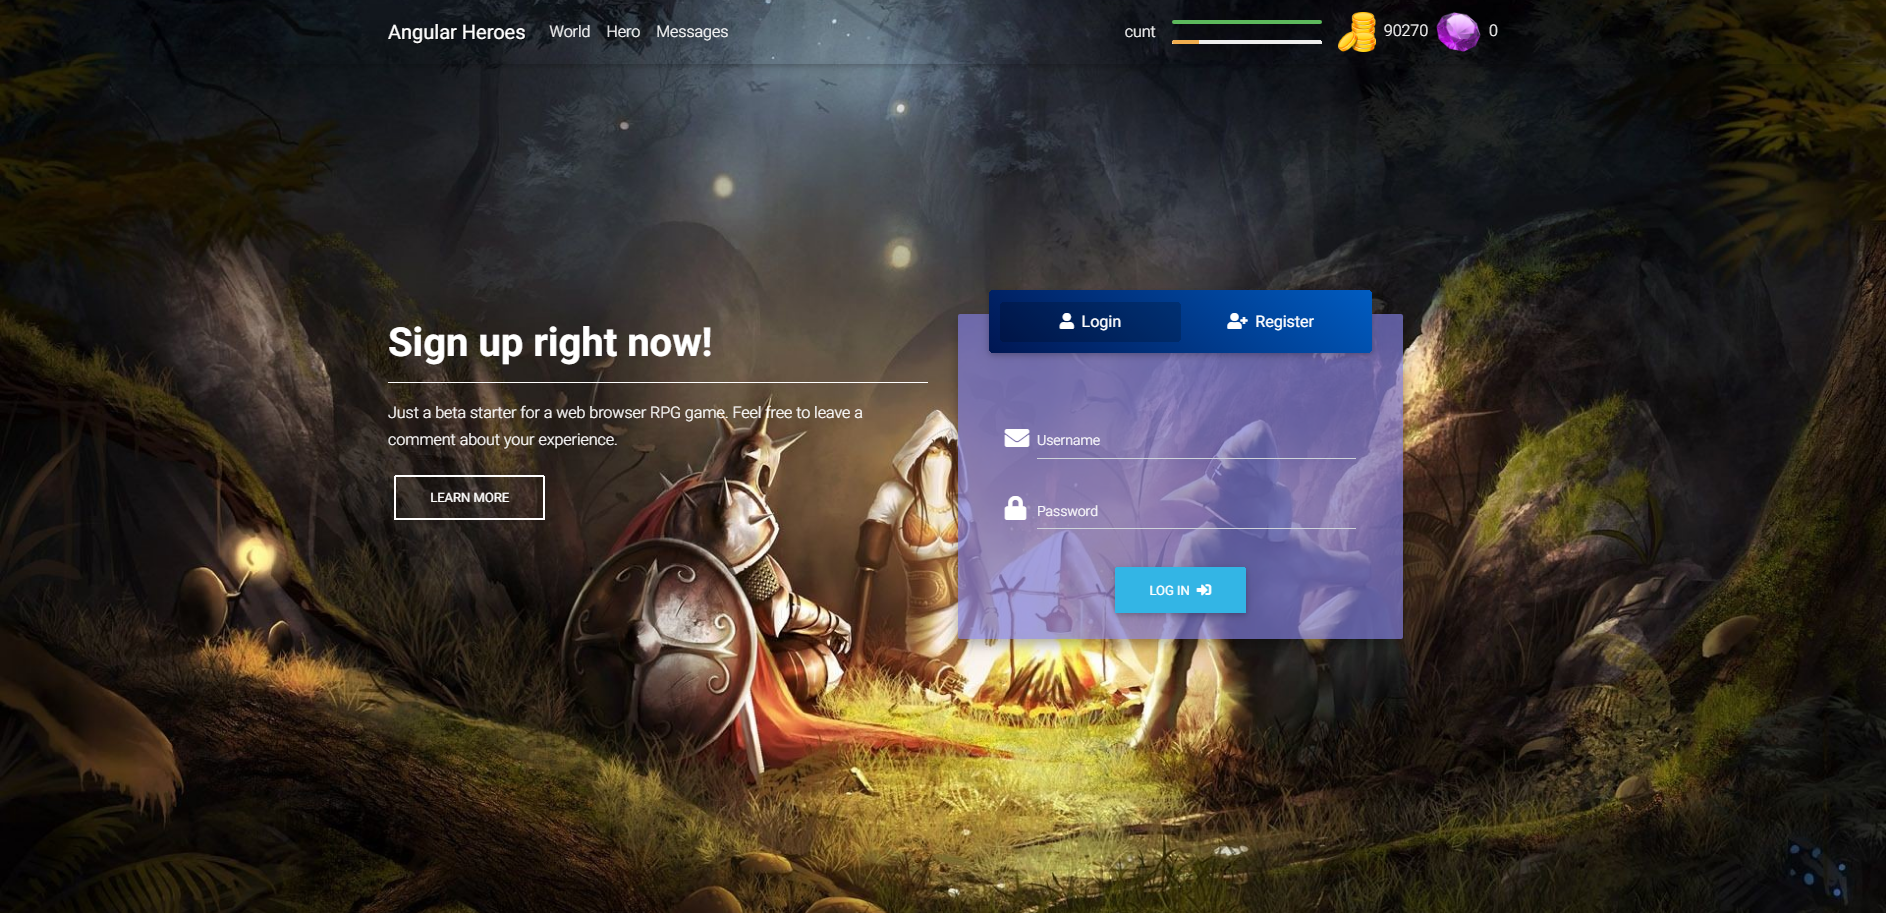 Angular Heroes World Hero Messages cunt 90270 0
Login Register
Sign up right now!
Just a beta starter for a web browser RPG game. Feel free to leave a
comment about your experience.
LEARN MORE
Username
Password
LOG IN